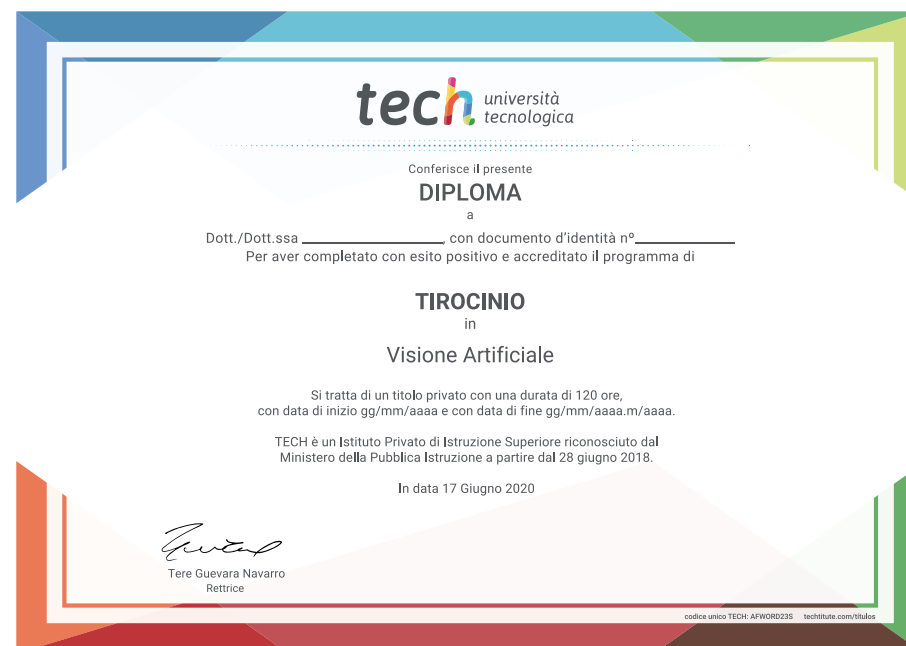 tech università
tecnologica
Conferisce il presente
DIPLOMA
a
Dott./Dott.ssa ____________________, con documento d'identità nº______________
Per aver completato con esito positivo e accreditato il programma di
TIROCINIO
in
Visione Artificiale
Si tratta di un titolo privato con una durata di 120 ore,
con data di inizio gg/mm/aaaa e con data di fine gg/mm/aaaa.m/aaaa.
TECH è un Istituto Privato di Istruzione Superiore riconosciuto dal
Ministero della Pubblica Istruzione a partire dal 28 giugno 2018.
In data 17 Giugno 2020
Tere Guevara Navarro
Rettrice
codice unico TECH: AFWORD23S techtitute.com/titulos